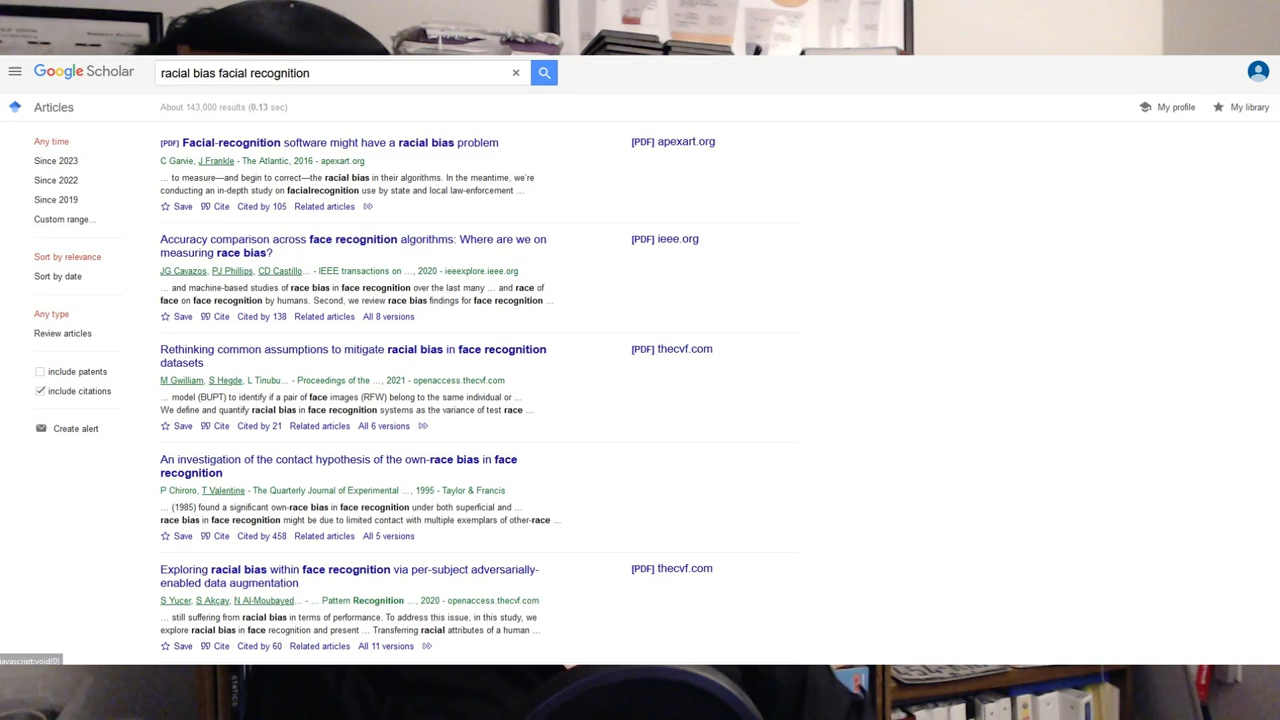 Google Scholar
racial bias facial recognition
Articles
About 143,000 results (0.13 sec)
My profile
My library
Any time
Since 2023
Since 2022
Since 2019
Custom range...
Sort by relevance
Sort by date
Any type
Review articles
include patents
include citations
Create alert
[PDF] Facial-recognition software might have a racial bias problem
C Garvie, J Frankle - The Atlantic, 2016 - apexart.org
... to measure—and begin to correct—the racial bias in their algorithms. In the meantime, we're
conducting an in-depth study on facialrecognition use by state and local law-enforcement ...
Save Cite Cited by 105 Related articles
[PDF] apexart.org
Accuracy comparison across face recognition algorithms: Where are we on
measuring race bias?
JG Cavazos, PJ Phillips, CD Castillo... - IEEE transactions on ..., 2020 - ieeexplore.ieee.org
... and machine-based studies of race bias in face recognition over the last many ... and race of
face on face recognition by humans. Second, we review race bias findings for face recognition ...
Save Cite Cited by 138 Related articles All 8 versions
[PDF] ieee.org
Rethinking common assumptions to mitigate racial bias in face recognition
datasets
M Gwilliam, S Hegde, L Tinubu... - Proceedings of the ..., 2021 - openaccess.thecvf.com
... model (BUPT) to identify if a pair of face images (RFW) belong to the same individual or ...
We define and quantify racial bias in face recognition systems as the variance of test race ...
Save Cite Cited by 21 Related articles All 6 versions
[PDF] thecvf.com
An investigation of the contact hypothesis of the own-race bias in face
recognition
P Chiroro, T Valentine - The Quarterly Journal of Experimental ..., 1995 - Taylor & Francis
... (1985) found a significant own-race bias in face recognition under both superficial and ...
race bias in face recognition might be due to limited contact with multiple exemplars of other-race ...
Save Cite Cited by 458 Related articles All 5 versions
Exploring racial bias within face recognition via per-subject adversarially-
enabled data augmentation
S Yucer, S Akçay, N Al-Moubayed... - ... Pattern Recognition ..., 2020 - openaccess.thecvf.com
... still suffering from racial bias in terms of performance. To address this issue, in this study, we
explore racial bias in face recognition and present ... Transferring racial attributes of a human ...
Save Cite Cited by 60 Related articles All 11 versions
[PDF] thecvf.com
javascript:void(0)
STATICS